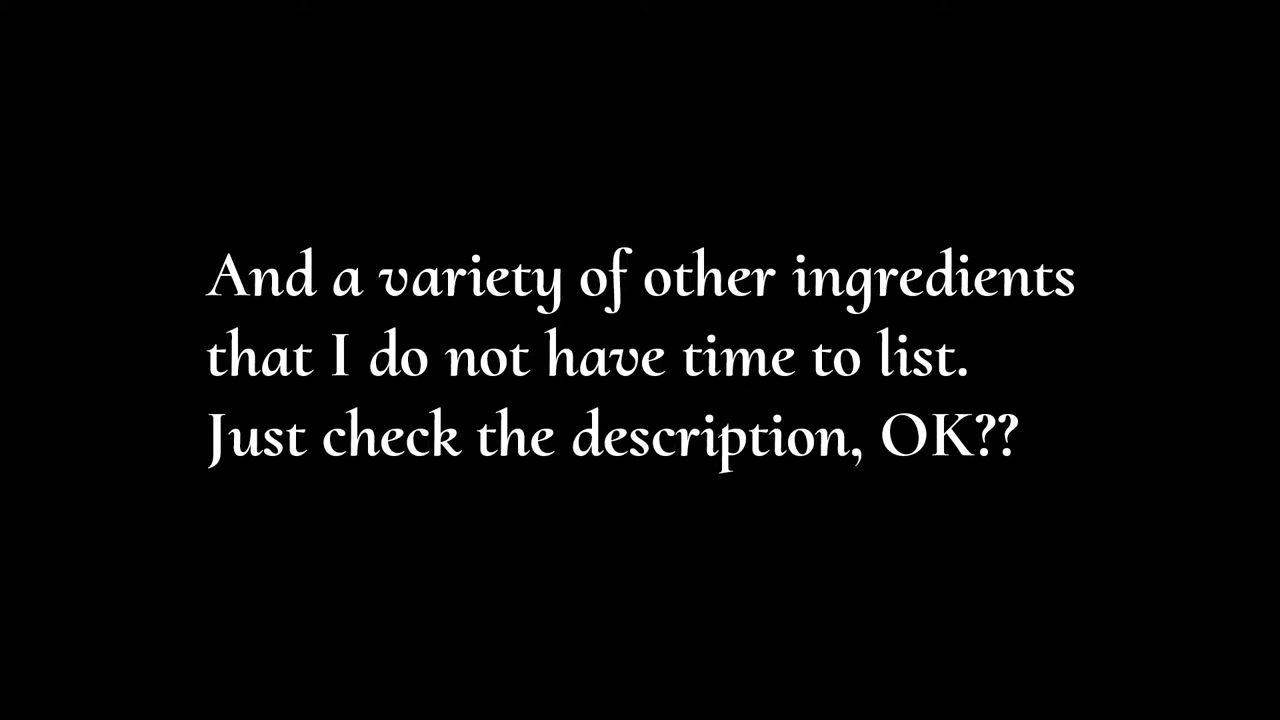 And a variety of other ingredients
that I do not have time to list.
Just check the description, OK??